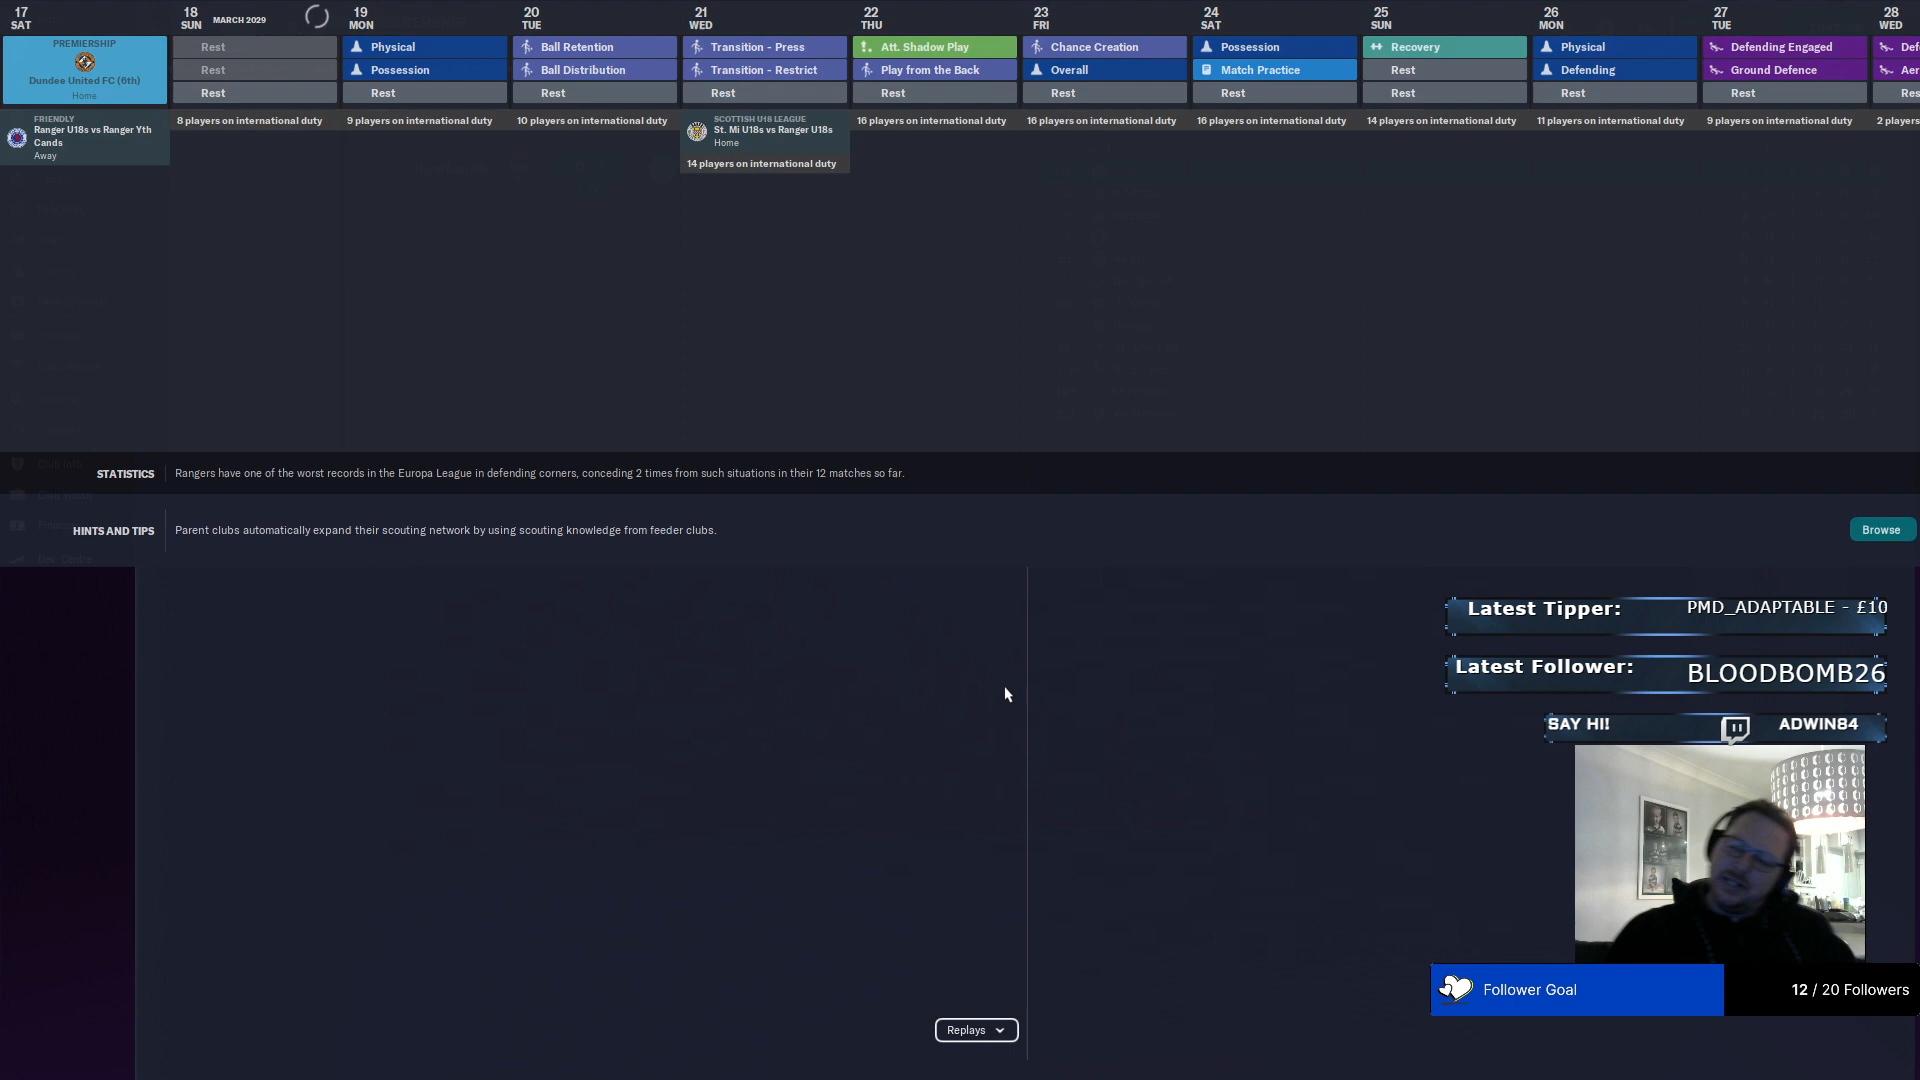 17
SAT
18
SUN
MARCH 2029
19
MON
20
TUE
21
WED
22
THU
23
FRI
24
SAT
25
SUN
26
MON
27
TUE
28
WED
PREMIERSHIP
Dundee United FC (6th)
Home
Rest
Rest
Rest
Physical
Possession
Rest
Ball Retention
Ball Distribution
Rest
Transition - Press
Transition - Restrict
Rest
Att. Shadow Play
Play from the Back
Rest
Chance Creation
Overall
Rest
Possession
Match Practice
Rest
Recovery
Rest
Rest
Physical
Defending
Rest
Defending Engaged
Ground Defence
Rest
Def
Aer
Res
FRIENDLY
Ranger U18s vs Ranger Yth
Cands
Away
8 players on international duty
9 players on international duty
10 players on international duty
SCOTTISH U18 LEAGUE
St. Mi U18s vs Ranger U18s
Home
14 players on international duty
16 players on international duty
16 players on international duty
16 players on international duty
14 players on international duty
11 players on international duty
9 players on international duty
2 players
STATISTICS
Rangers have one of the worst records in the Europa League in defending corners, conceding 2 times from such situations in their 12 matches so far.
HINTS AND TIPS
Parent clubs automatically expand their scouting network by using scouting knowledge from feeder clubs.
Browse
Latest Tipper:
PMD_ADAPTABLE - £10
Latest Follower:
BLOODBOMB26
SAY HI!
ADWIN84
Follower Goal
12 / 20 Followers
Replays